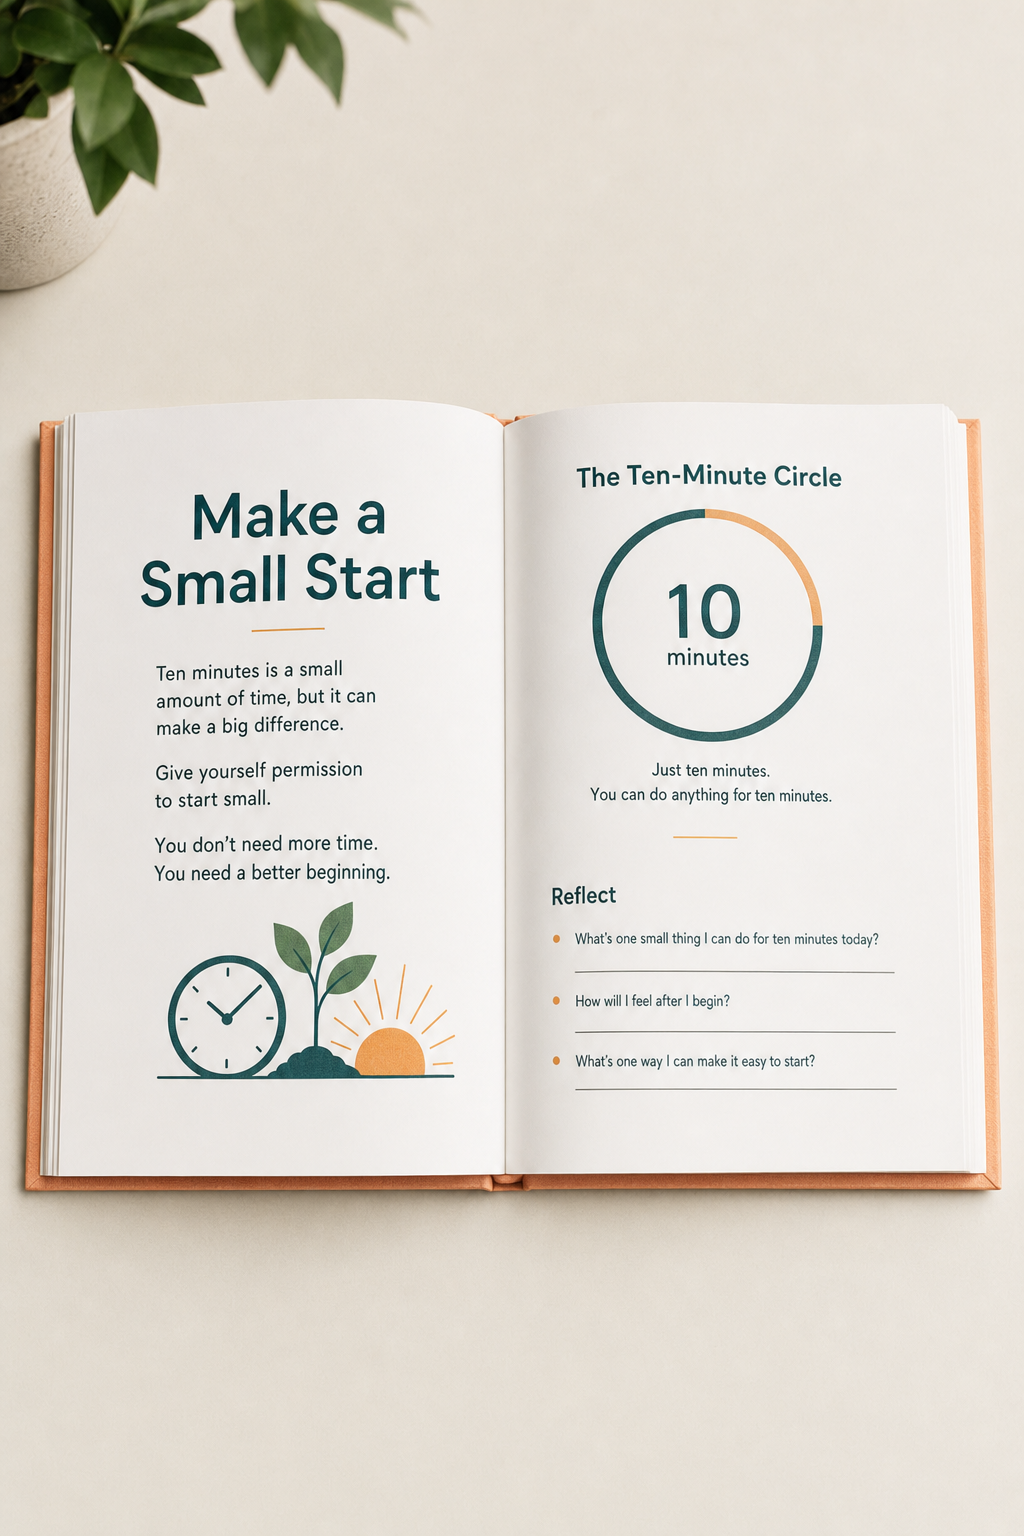 Make a
Small Start
Ten minutes is a small
amount of time, but it can
make a big difference.
Give yourself permission
to start small.
You don't need more time.
You need a better beginning.
The Ten-Minute Circle
10
minutes
Just ten minutes.
You can do anything for ten minutes.
Reflect
What's one small thing I can do for ten minutes today?
How will I feel after I begin?
What's one way I can make it easy to start?